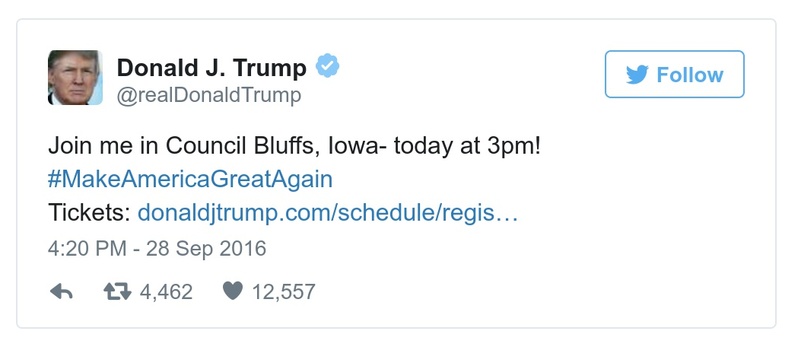 Donald J. Trump
@realDonaldTrump
Follow
Join me in Council Bluffs, Iowa- today at 3pm!
#MakeAmericaGreatAgain
Tickets: donaldjtrump.com/schedule/regis…
4:20 PM - 28 Sep 2016
4,462 12,557